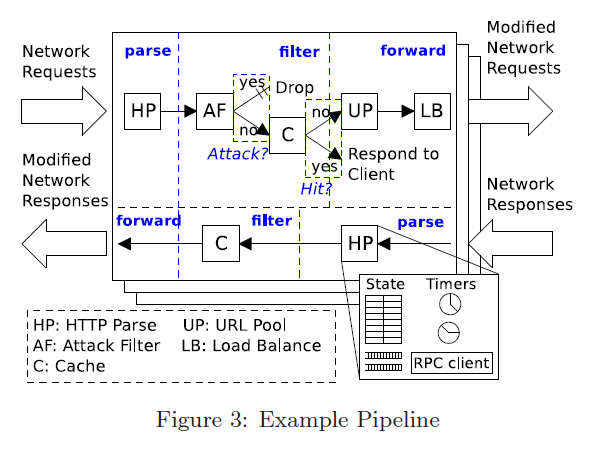 Network
Requests
Modified
Network
Requests
parse
filter
forward
HP
AF
yes
Drop
no
Attack?
C
no
yes
Hit?
UP
LB
Respond to
Client
Modified
Network
Responses
Network
Responses
forward
filter
parse
C
HP
State
Timers
RPC client
HP: HTTP Parse
UP: URL Pool
AF: Attack Filter
LB: Load Balance
C: Cache
Figure 3: Example Pipeline